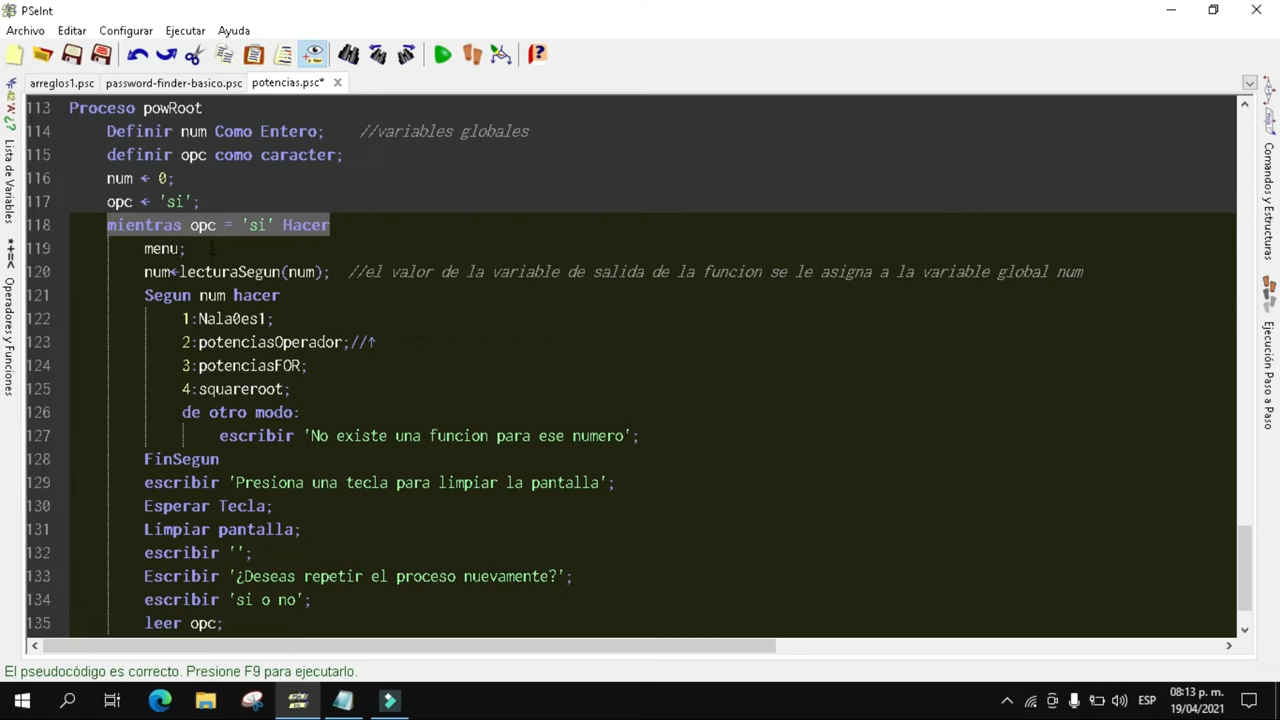 PSeInt
Archivo Editar Configurar Ejecutar Ayuda
arreglos1.psc password-finder-basico.psc potencias.psc*
113 Proceso powRoot
114 Definir num Como Entero; //variables globales
115 definir opc como caracter;
116 num ← 0;
117 opc ← 'si';
118 mientras opc = 'si' Hacer
119 menu;
120 num←lecturaSegun(num); //el valor de la variable de salida de la funcion se le asigna a la variable global num
121 Segun num hacer
122 1:Nala0es1;
123 2:potenciasOperador;//↑
124 3:potenciasFOR;
125 4:squareroot;
126 de otro modo:
127 escribir 'No existe una funcion para ese numero';
128 FinSegun
129 escribir 'Presiona una tecla para limpiar la pantalla';
130 Esperar Tecla;
131 Limpiar pantalla;
132 escribir '';
133 Escribir '¿Deseas repetir el proceso nuevamente?';
134 escribir 'si o no';
135 leer opc;
Lista de Variables
Operadores y Funciones
Comandos y Estructuras
Ejecución Paso a Paso
El pseudocódigo es correcto. Presione F9 para ejecutarlo.
ESP
08:13 p. m.
19/04/2021